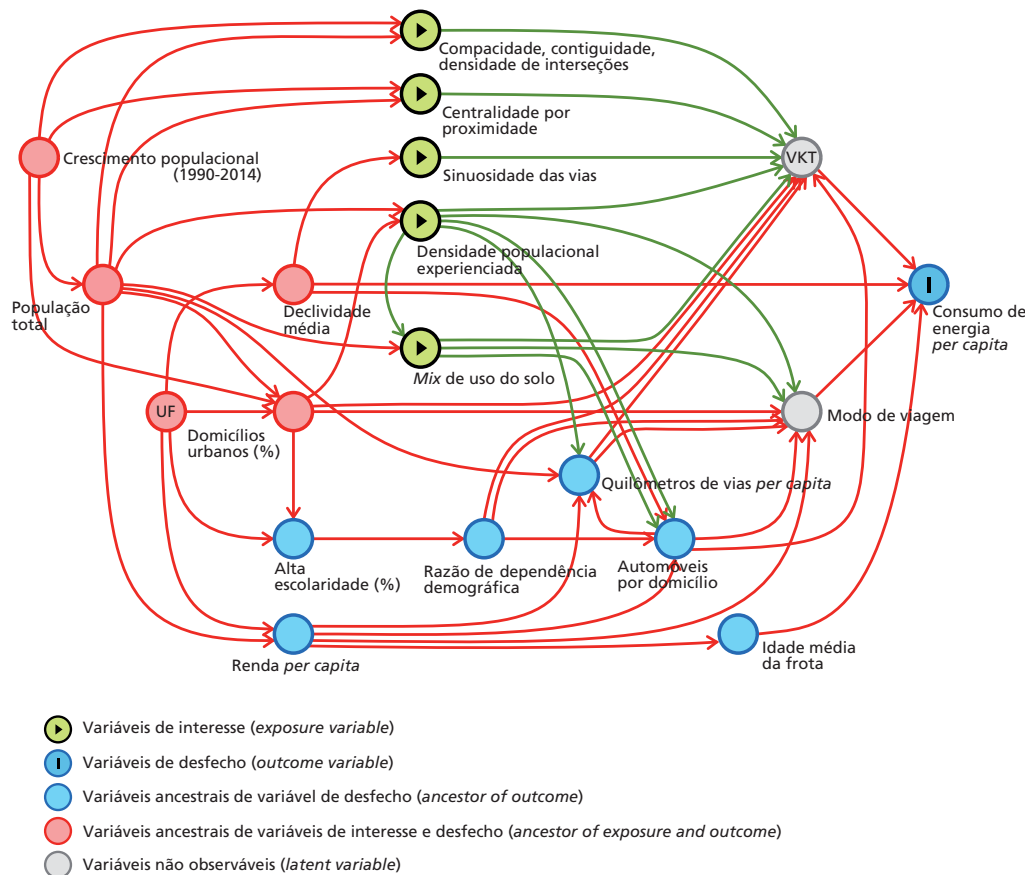 Compacidade, contiguidade,
densidade de interseções
Centralidade por
proximidade
Crescimento populacional
(1990-2014)
Sinuosidade das vias
VKT
Densidade populacional
experienciada
População
total
Declividade
média
Consumo de
energia
per capita
Mix de uso do solo
UF
Domicílios
urbanos (%)
Modo de viagem
Quilômetros de vias per capita
Alta
escolaridade (%)
Razão de dependência
demográfica
Automóveis
por domicílio
Renda per capita
Idade média
da frota
Variáveis de interesse (exposure variable)
Variáveis de desfecho (outcome variable)
Variáveis ancestrais de variável de desfecho (ancestor of outcome)
Variáveis ancestrais de variáveis de interesse e desfecho (ancestor of exposure and outcome)
Variáveis não observáveis (latent variable)